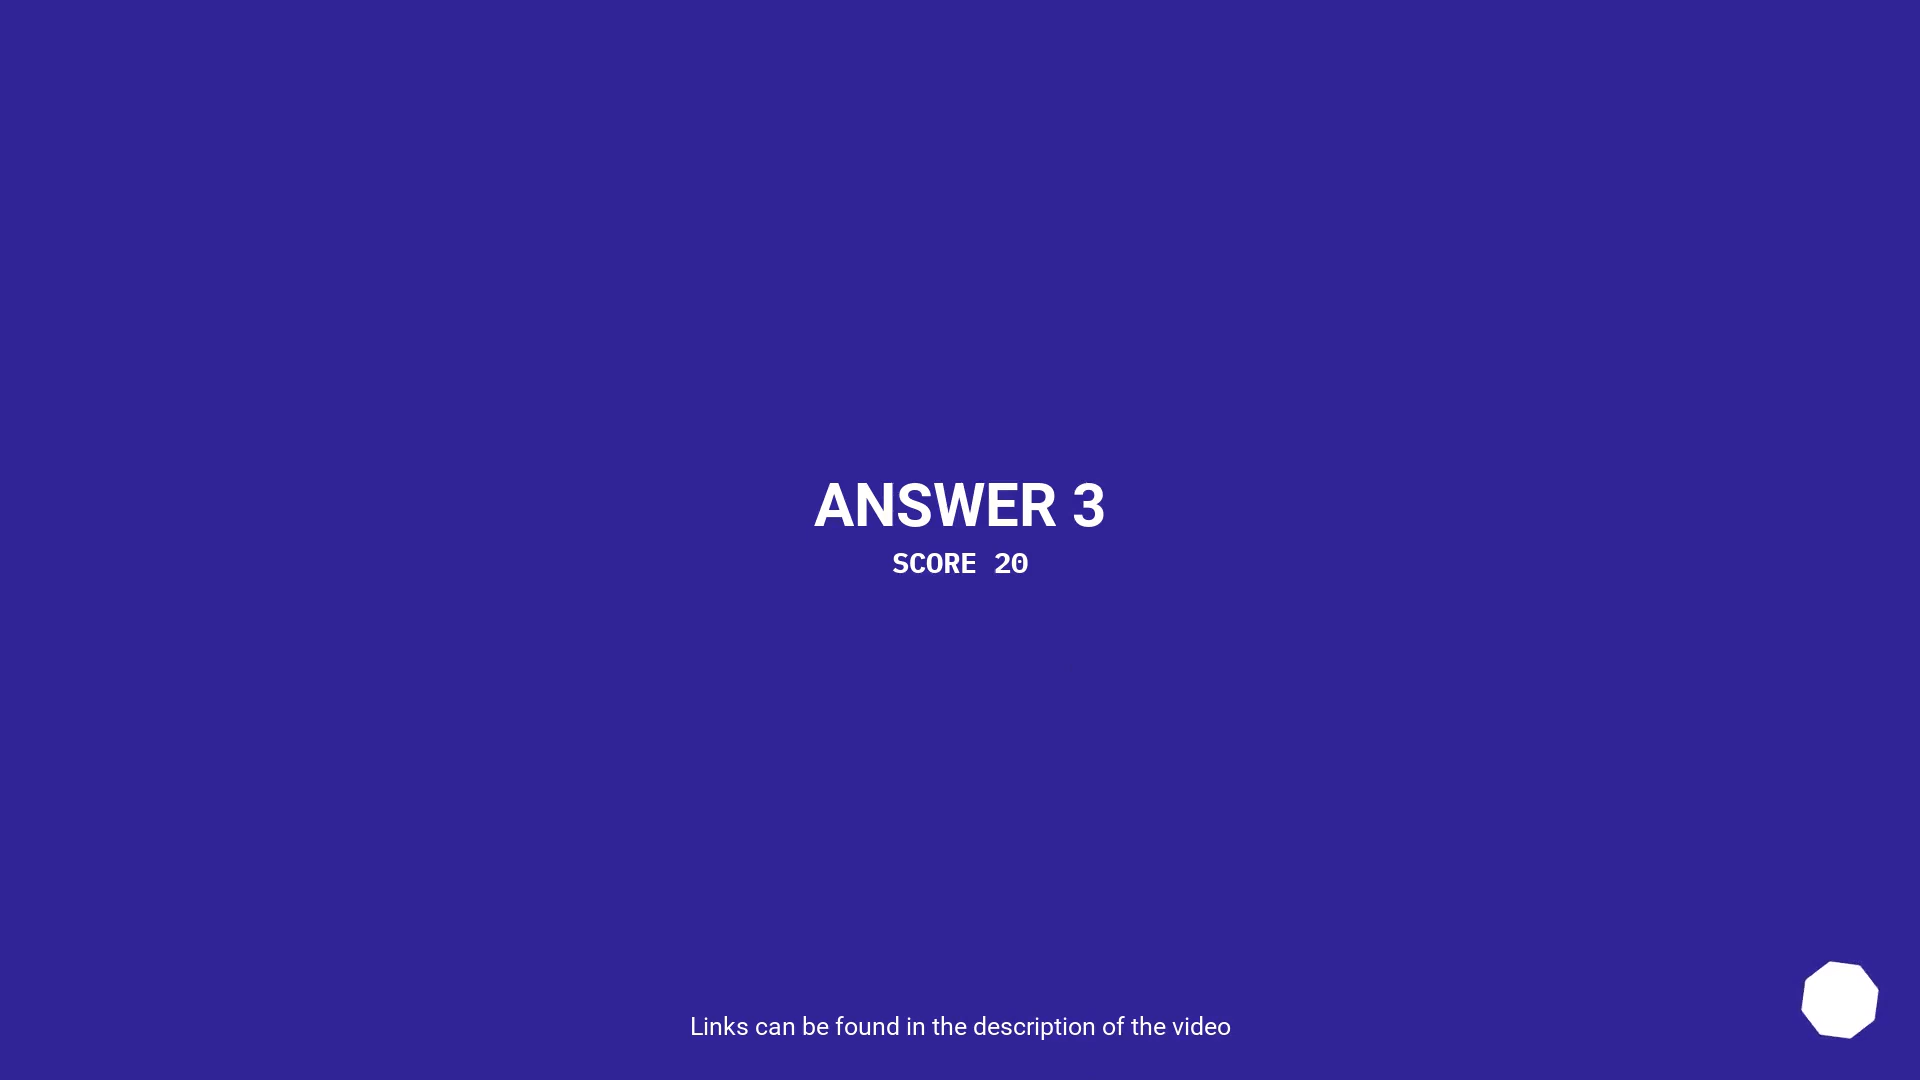 ANSWER 3
SCORE 20
Links can be found in the description of the video